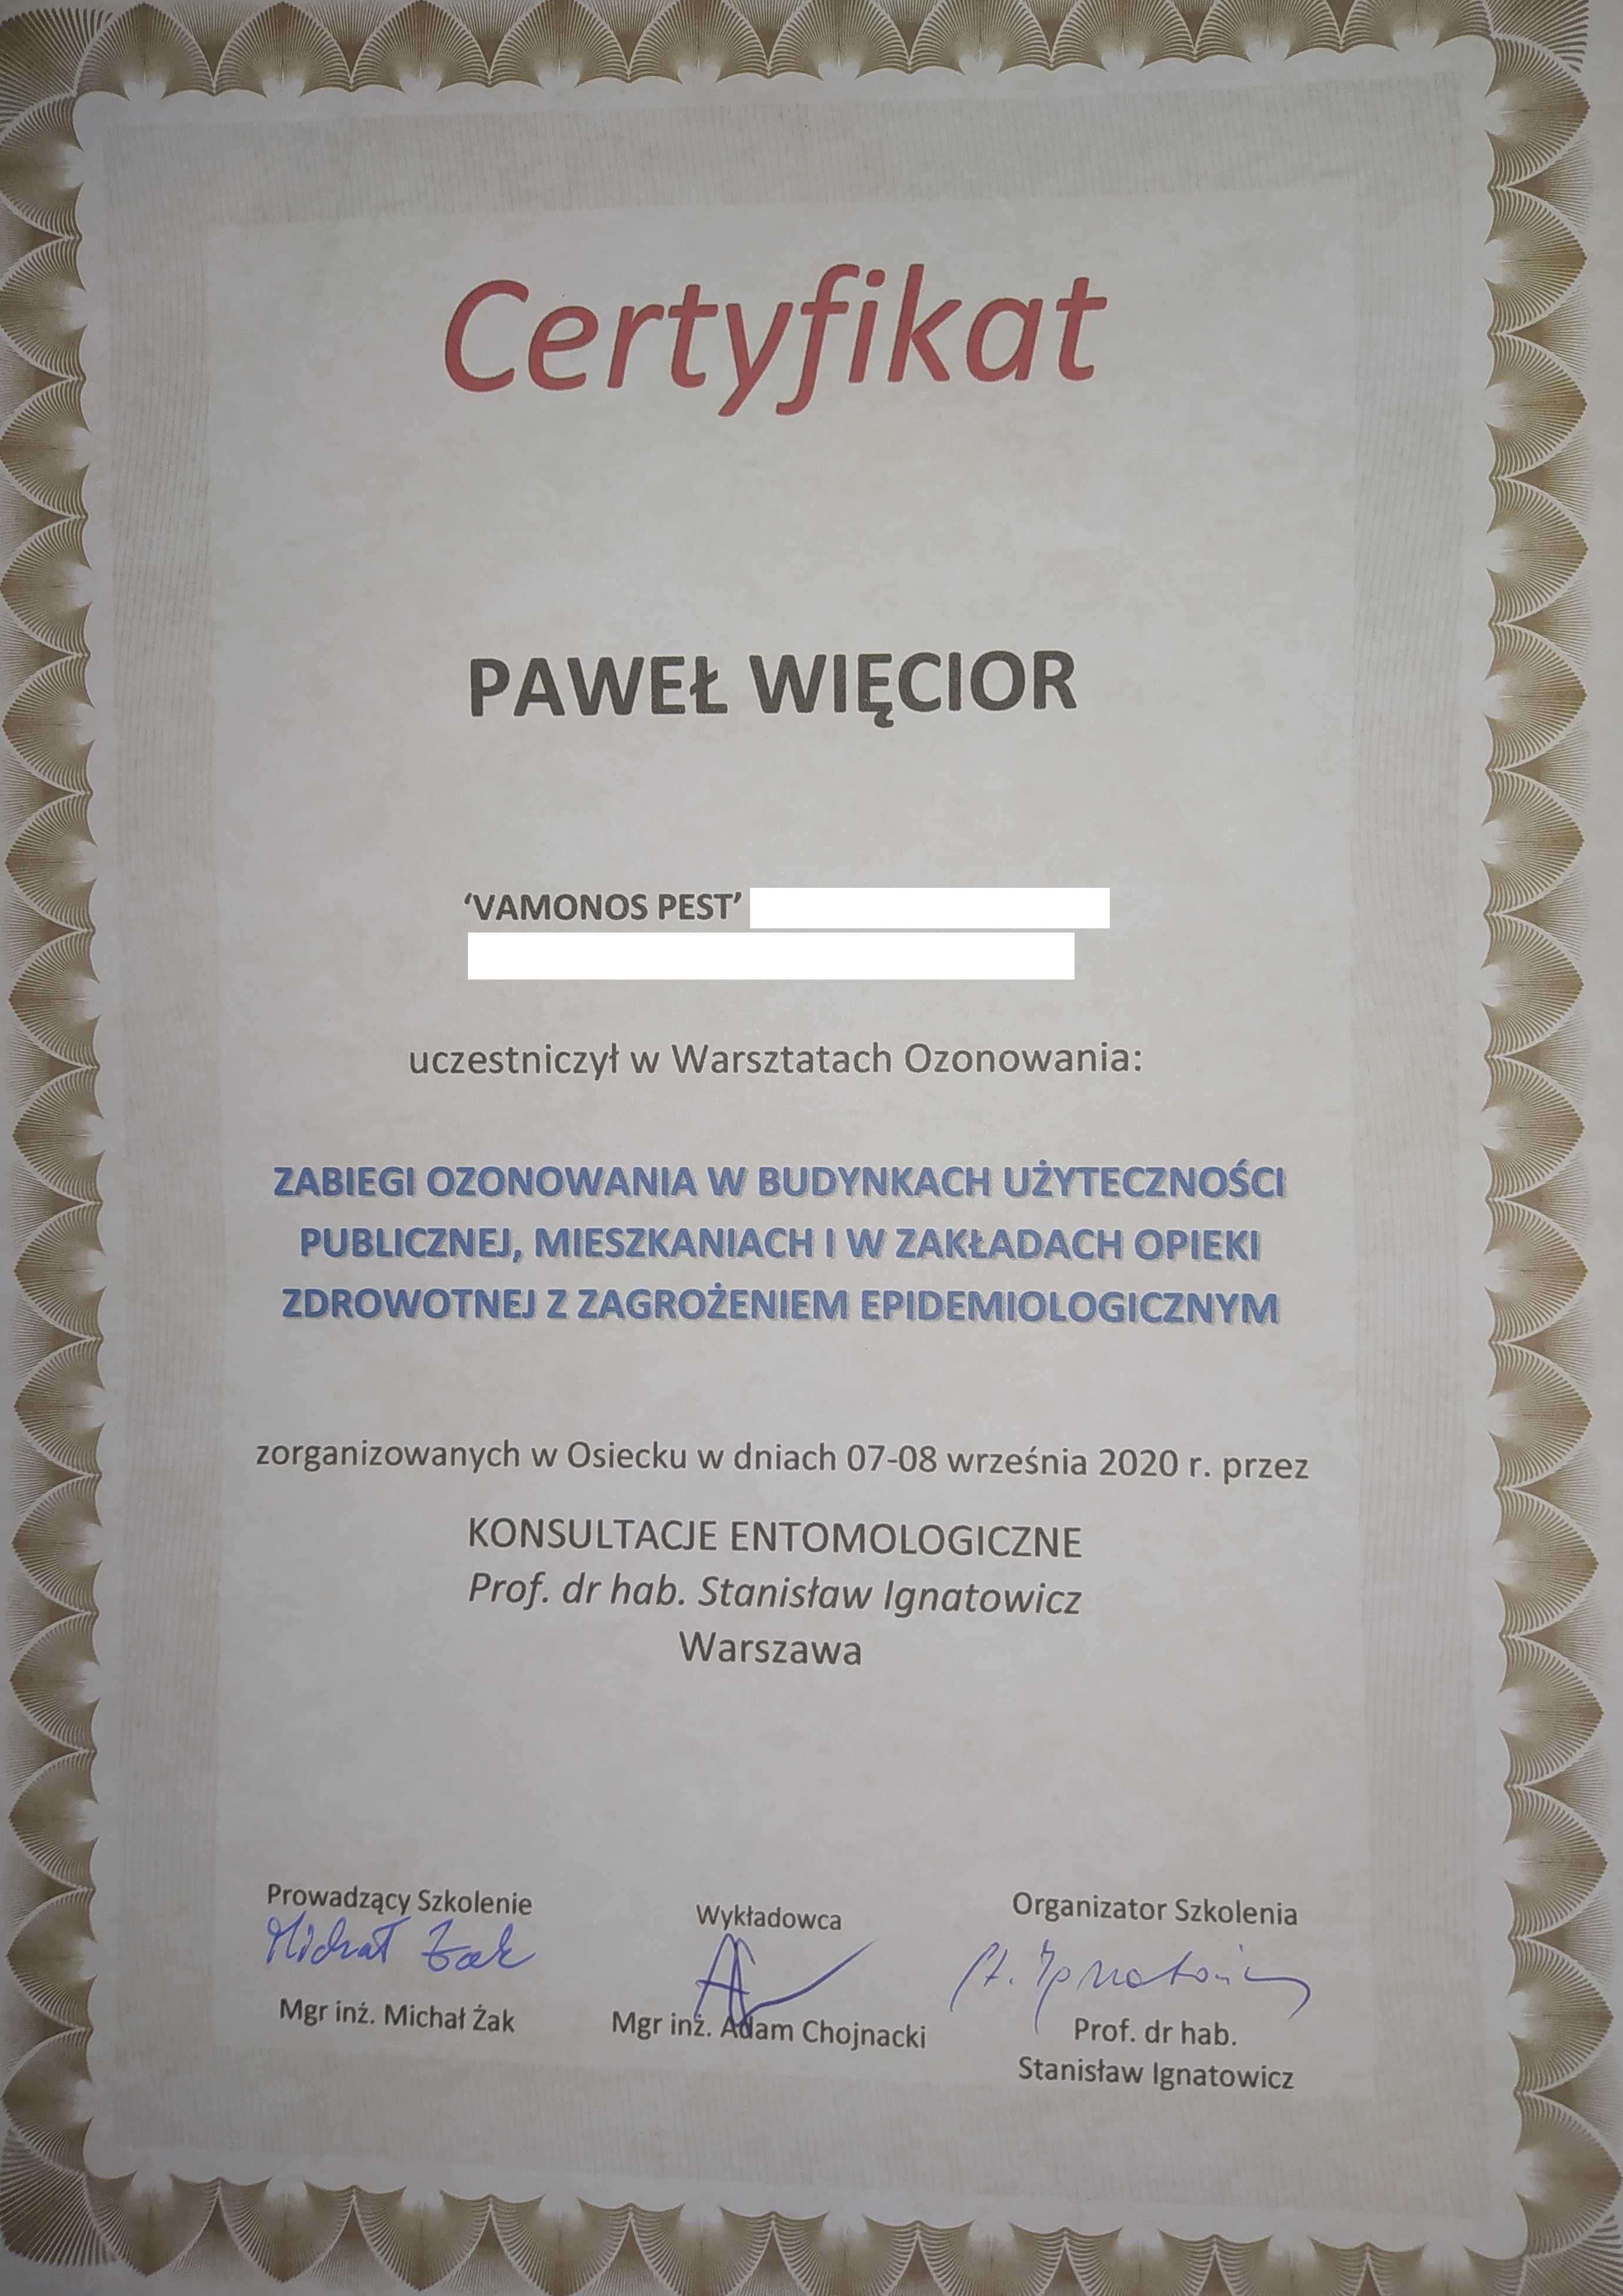 Certyfikat
PAWEŁ WIĘCIOR
‘VAMONOS PEST’
uczestniczył w Warsztatach Ozonowania:
ZABIEGI OZONOWANIA W BUDYNKACH UŻYTECZNOŚCI
PUBLICZNEJ, MIESZKANIACH I W ZAKŁADACH OPIEKI
ZDROWOTNEJ Z ZAGROŻENIEM EPIDEMIOLOGICZNYM
zorganizowanych w Osiecku w dniach 07-08 września 2020 r. przez
KONSULTACJE ENTOMOLOGICZNE
Prof. dr hab. Stanisław Ignatowicz
Warszawa
Prowadzący Szkolenie
Michał Żak
Mgr inż. Michał Żak
Wykładowca
Mgr inż. Adam Chojnacki
Organizator Szkolenia
St. Ignatowicz
Prof. dr hab.
Stanisław Ignatowicz